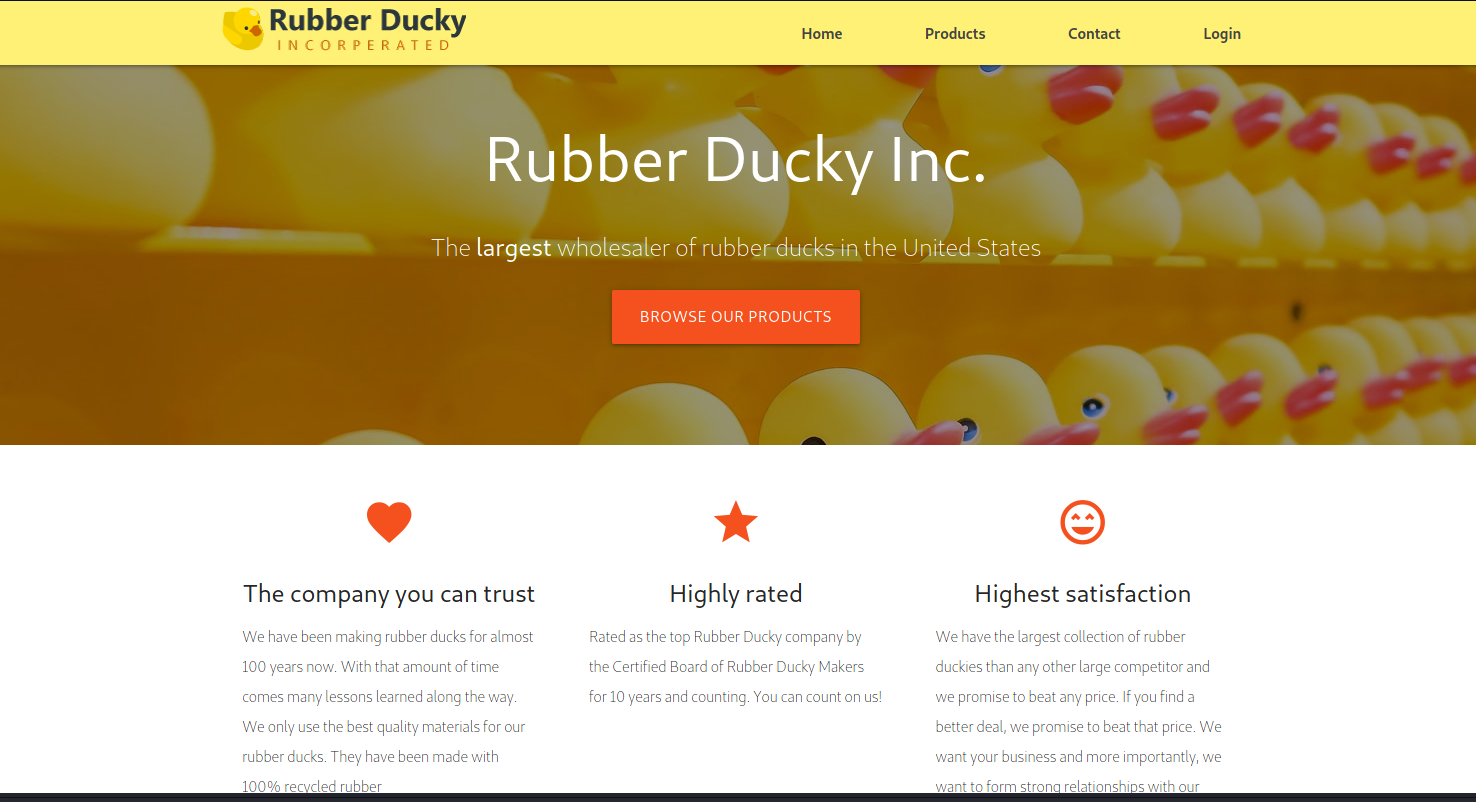 Rubber Ducky
INCORPERATED
Home Products Contact Login
Rubber Ducky Inc.
The largest wholesaler of rubber ducks in the United States
BROWSE OUR PRODUCTS
The company you can trust
We have been making rubber ducks for almost
100 years now. With that amount of time
comes many lessons learned along the way.
We only use the best quality materials for our
rubber ducks. They have been made with
100% recycled rubber
Highly rated
Rated as the top Rubber Ducky company by
the Certified Board of Rubber Ducky Makers
for 10 years and counting. You can count on us!
Highest satisfaction
We have the largest collection of rubber
duckies than any other large competitor and
we promise to beat any price. If you find a
better deal, we promise to beat that price. We
want your business and more importantly, we
want to form strong relationships with our